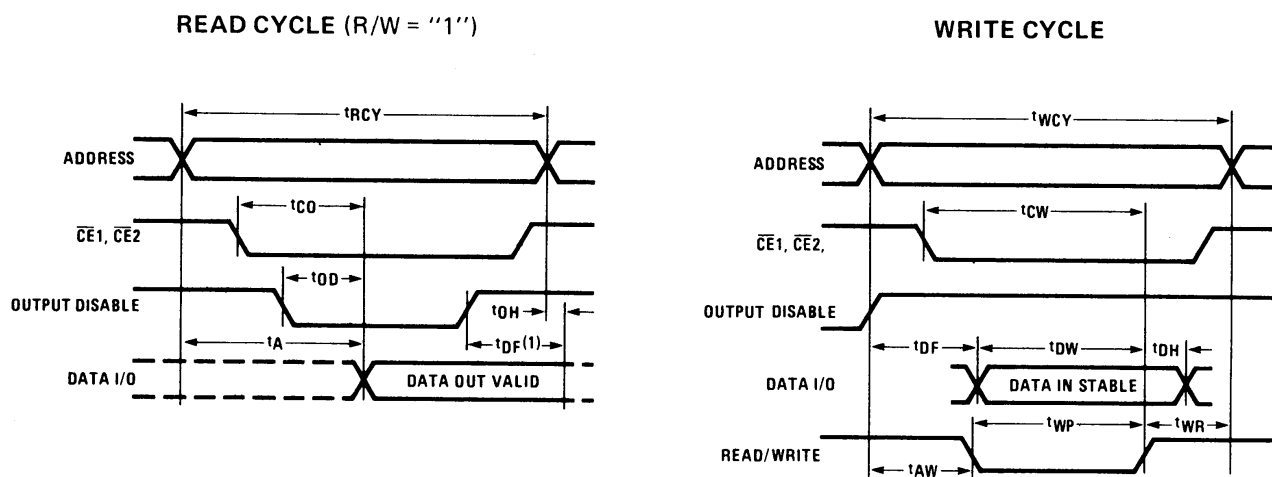 READ CYCLE (R/W = "1")
tRCY
ADDRESS
tCO
CE1, CE2
tOD
OUTPUT DISABLE
tOH
tA
tDF(1)
DATA I/O
DATA OUT VALID
WRITE CYCLE
tWCY
ADDRESS
tCW
CE1, CE2,
OUTPUT DISABLE
tDF
tDW
tDH
DATA I/O
DATA IN STABLE
tWP
tWR
READ/WRITE
tAW